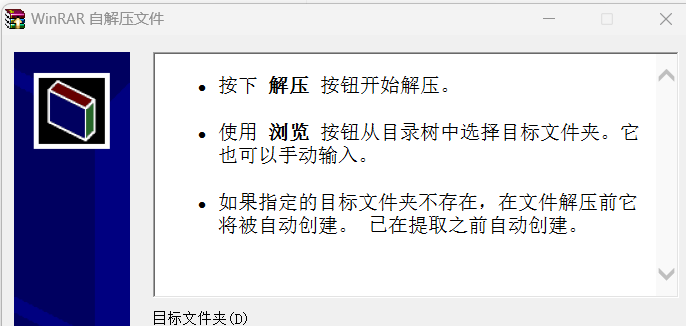 WinRAR 自解压文件
• 按下 解压 按钮开始解压。
• 使用 浏览 按钮从目录树中选择目标文件夹。它
也可以手动输入。
• 如果指定的目标文件夹不存在，在文件解压前它
将被自动创建。 已在提取之前自动创建。
目标文件夹(D)